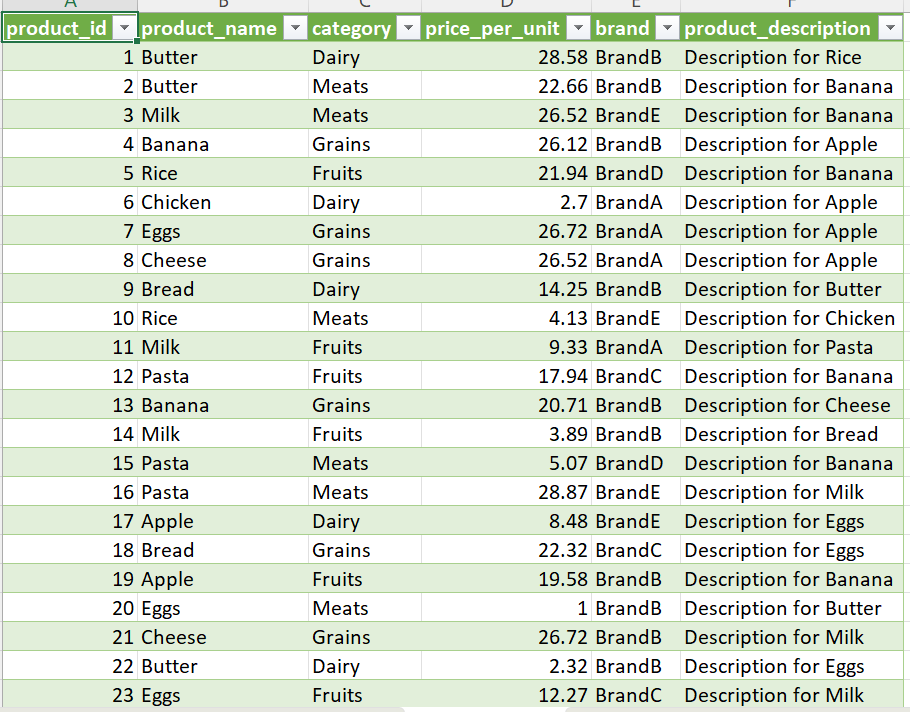 A B C D E F
product_id product_name category price_per_unit brand product_description
1 Butter Dairy 28.58 BrandB Description for Rice
2 Butter Meats 22.66 BrandB Description for Banana
3 Milk Meats 26.52 BrandE Description for Banana
4 Banana Grains 26.12 BrandB Description for Apple
5 Rice Fruits 21.94 BrandD Description for Banana
6 Chicken Dairy 2.7 BrandA Description for Apple
7 Eggs Grains 26.72 BrandA Description for Apple
8 Cheese Grains 26.52 BrandA Description for Apple
9 Bread Dairy 14.25 BrandB Description for Butter
10 Rice Meats 4.13 BrandE Description for Chicken
11 Milk Fruits 9.33 BrandA Description for Pasta
12 Pasta Fruits 17.94 BrandC Description for Banana
13 Banana Grains 20.71 BrandB Description for Cheese
14 Milk Fruits 3.89 BrandB Description for Bread
15 Pasta Meats 5.07 BrandD Description for Banana
16 Pasta Meats 28.87 BrandE Description for Milk
17 Apple Dairy 8.48 BrandE Description for Eggs
18 Bread Grains 22.32 BrandC Description for Eggs
19 Apple Fruits 19.58 BrandB Description for Banana
20 Eggs Meats 1 BrandB Description for Butter
21 Cheese Grains 26.72 BrandB Description for Milk
22 Butter Dairy 2.32 BrandB Description for Eggs
23 Eggs Fruits 12.27 BrandC Description for Milk